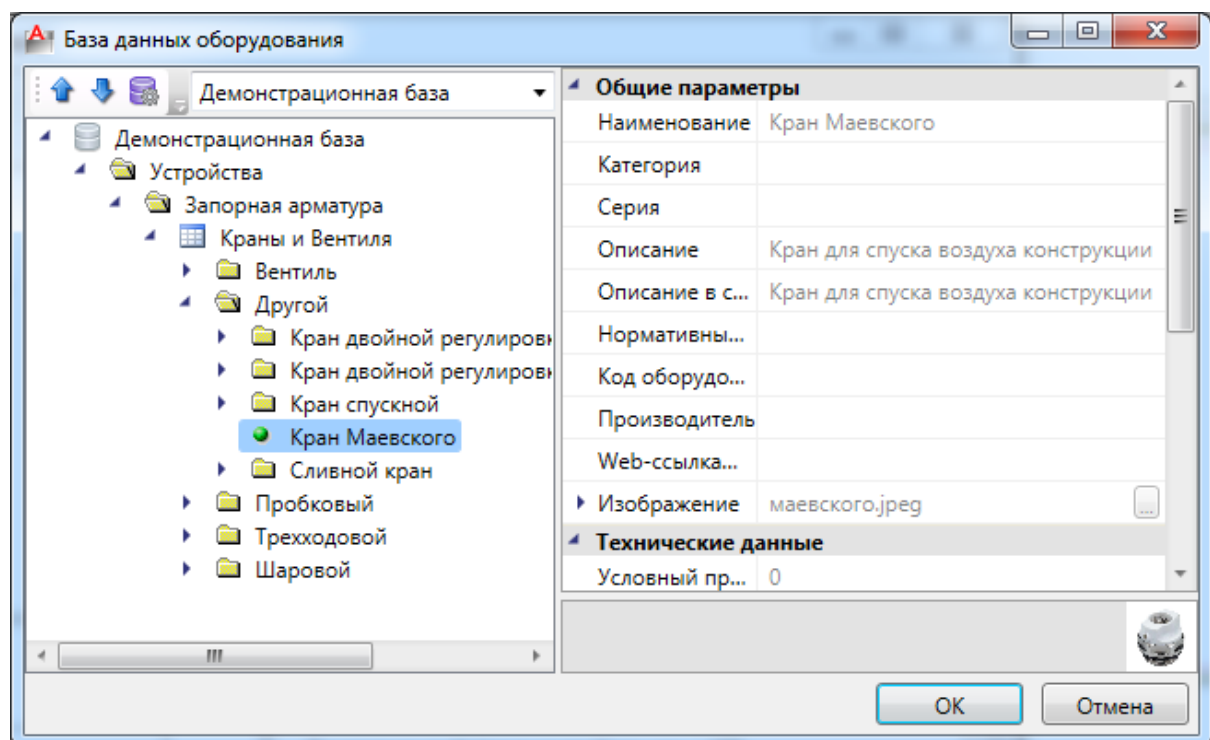 База данных оборудования
Демонстрационная база
Демонстрационная база
Устройства
Запорная арматура
Краны и Вентиля
Вентиль
Другой
Кран двойной регулировк
Кран двойной регулировк
Кран спускной
Кран Маевского
Сливной кран
Пробковый
Трехходовой
Шаровой
Общие параметры
Наименование Кран Маевского
Категория
Серия
Описание Кран для спуска воздуха конструкции
Описание в с... Кран для спуска воздуха конструкции
Нормативны...
Код оборудо...
Производитель
Web-ссылка...
Изображение маевского.jpeg ...
Технические данные
Условный пр... 0
OK Отмена